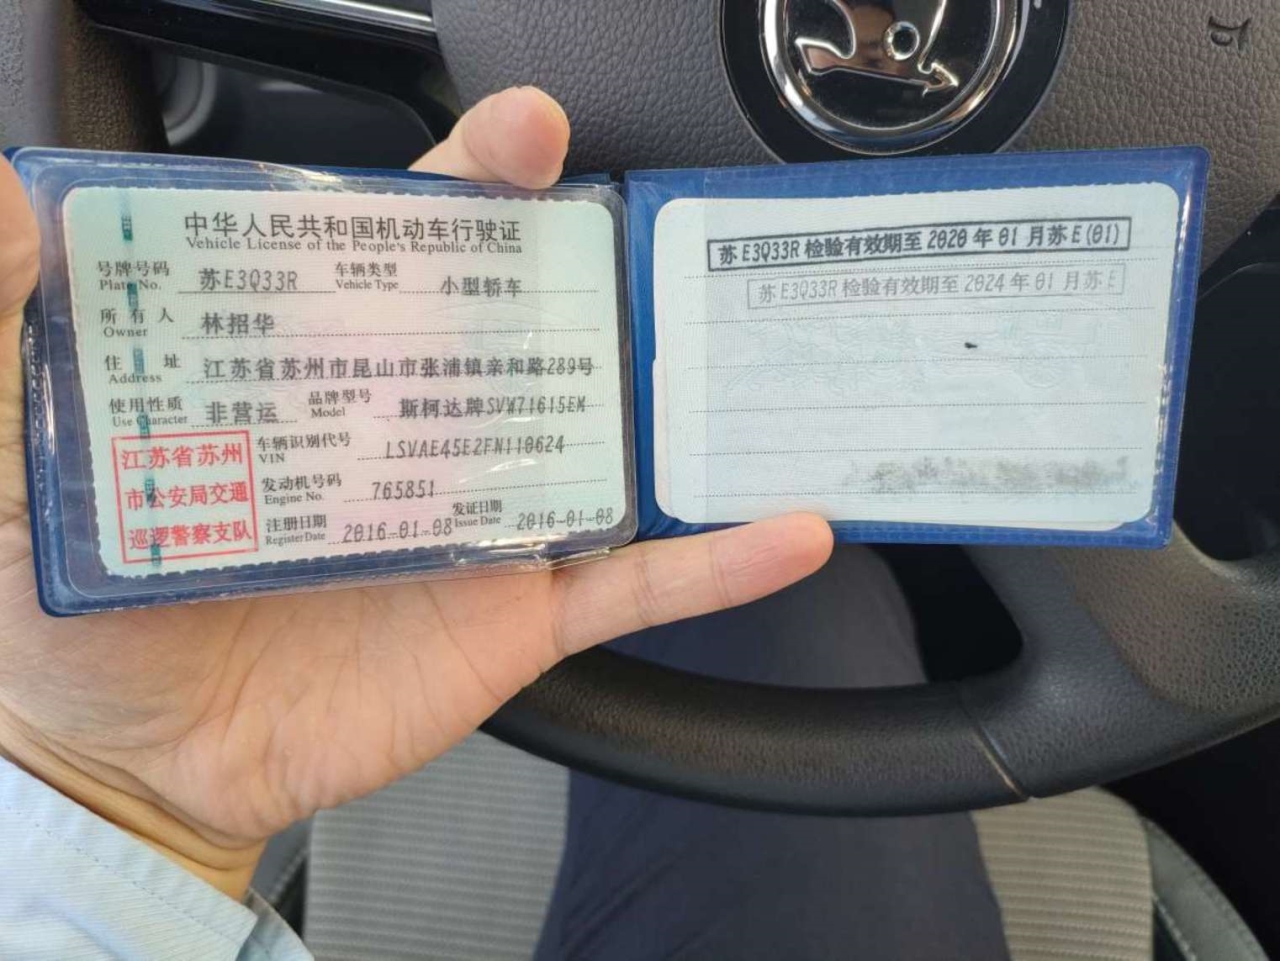 中华人民共和国机动车行驶证
Vehicle License of the People's Republic of China
号牌号码 苏E3Q33R 车辆类型 小型轿车
Plate No. Vehicle Type
所有人 林招华
Owner
住址 江苏省苏州市昆山市张浦镇亲和路289号
Address
使用性质 非营运 品牌型号 斯柯达牌SVW71615EM
Use Character Model
江苏省苏州
市公安局交通
巡逻警察支队
车辆识别代号 LSVAE45E2FN110624
VIN
发动机号码 765851
Engine No.
注册日期 2016-01-08 发证日期 2016-01-08
Register Date Issue Date
苏E3Q33R检验有效期至2020年01月苏E(01)
苏E3Q33R检验有效期至2024年01月苏E